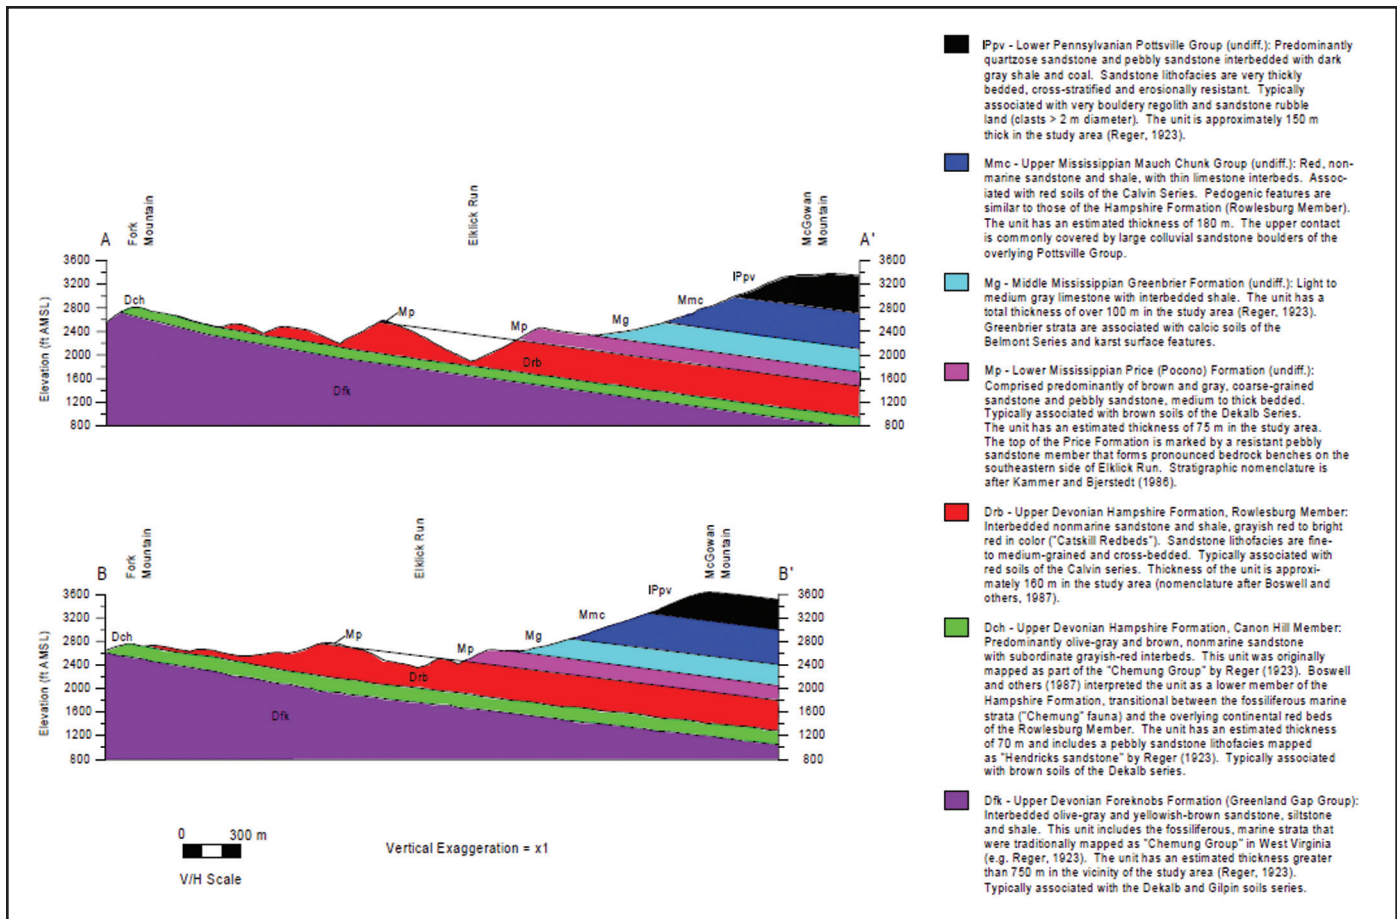 Fork
Mountain
Elklick Run
McGowan
Mountain
A
A'
Elevation (ft AMSL)
3600
3200
2800
2400
2000
1600
1200
800
3600
3200
2800
2400
2000
1600
1200
800
Dch
Mp
Mp
Mg
Mmc
IPpv
Drb
Dfk
Fork
Mountain
Elklick Run
McGowan
Mountain
B
B'
Elevation (ft AMSL)
3600
3200
2800
2400
2000
1600
1200
800
3600
3200
2800
2400
2000
1600
1200
800
Dch
Mp
Mp
Mg
Mmc
IPpv
Drb
Dfk
0 300 m
V/H Scale
Vertical Exaggeration = x1
IPpv - Lower Pennsylvanian Pottsville Group (undiff.): Predominantly
quartzose sandstone and pebbly sandstone interbedded with dark
gray shale and coal. Sandstone lithofacies are very thickly
bedded, cross-stratified and erosionally resistant. Typically
associated with very bouldery regolith and sandstone rubble
land (clasts > 2 m diameter). The unit is approximately 150 m
thick in the study area (Reger, 1923).
Mmc - Upper Mississippian Mauch Chunk Group (undiff.): Red, non-
marine sandstone and shale, with thin limestone interbeds. Assoc-
iated with red soils of the Calvin Series. Pedogenic features are
similar to those of the Hampshire Formation (Rowlesburg Member).
The unit has an estimated thickness of 180 m. The upper contact
is commonly covered by large colluvial sandstone boulders of the
overlying Pottsville Group.
Mg - Middle Mississippian Greenbrier Formation (undiff.): Light to
medium gray limestone with interbedded shale. The unit has a
total thickness of over 100 m in the study area (Reger, 1923).
Greenbrier strata are associated with calcic soils of the
Belmont Series and karst surface features.
Mp - Lower Mississippian Price (Pocono) Formation (undiff.):
Comprised predominantly of brown and gray, coarse-grained
sandstone and pebbly sandstone, medium to thick bedded.
Typically associated with brown soils of the Dekalb Series.
The unit has an estimated thickness of 75 m in the study area.
The top of the Price Formation is marked by a resistant pebbly
sandstone member that forms pronounced bedrock benches on the
southeastern side of Elklick Run. Stratigraphic nomenclature is
after Kammer and Bjerstedt (1986).
Drb - Upper Devonian Hampshire Formation, Rowlesburg Member:
Interbedded nonmarine sandstone and shale, grayish red to bright
red in color ("Catskill Redbeds"). Sandstone lithofacies are fine-
to medium-grained and cross-bedded. Typically associated with
red soils of the Calvin series. Thickness of the unit is approxi-
mately 160 m in the study area (nomenclature after Boswell and
others, 1987).
Dch - Upper Devonian Hampshire Formation, Canon Hill Member:
Predominantly olive-gray and brown, nonmarine sandstone
with subordinate grayish-red interbeds. This unit was originally
mapped as part of the "Chemung Group" by Reger (1923). Boswell
and others (1987) interpreted the unit as a lower member of the
Hampshire Formation, transitional between the fossiliferous marine
strata ("Chemung" fauna) and the overlying continental red beds
of the Rowlesburg Member. The unit has an estimated thickness
of 70 m and includes a pebbly sandstone lithofacies mapped
as "Hendricks sandstone" by Reger (1923). Typically associated
with brown soils of the Dekalb series.
Dfk - Upper Devonian Foreknobs Formation (Greenland Gap Group):
Interbedded olive-gray and yellowish-brown sandstone, siltstone
and shale. This unit includes the fossiliferous, marine strata that
were traditionally mapped as "Chemung Group" in West Virginia
(e.g. Reger, 1923). The unit has an estimated thickness greater
than 750 m in the vicinity of the study area (Reger, 1923).
Typically associated with the Dekalb and Gilpin soils series.